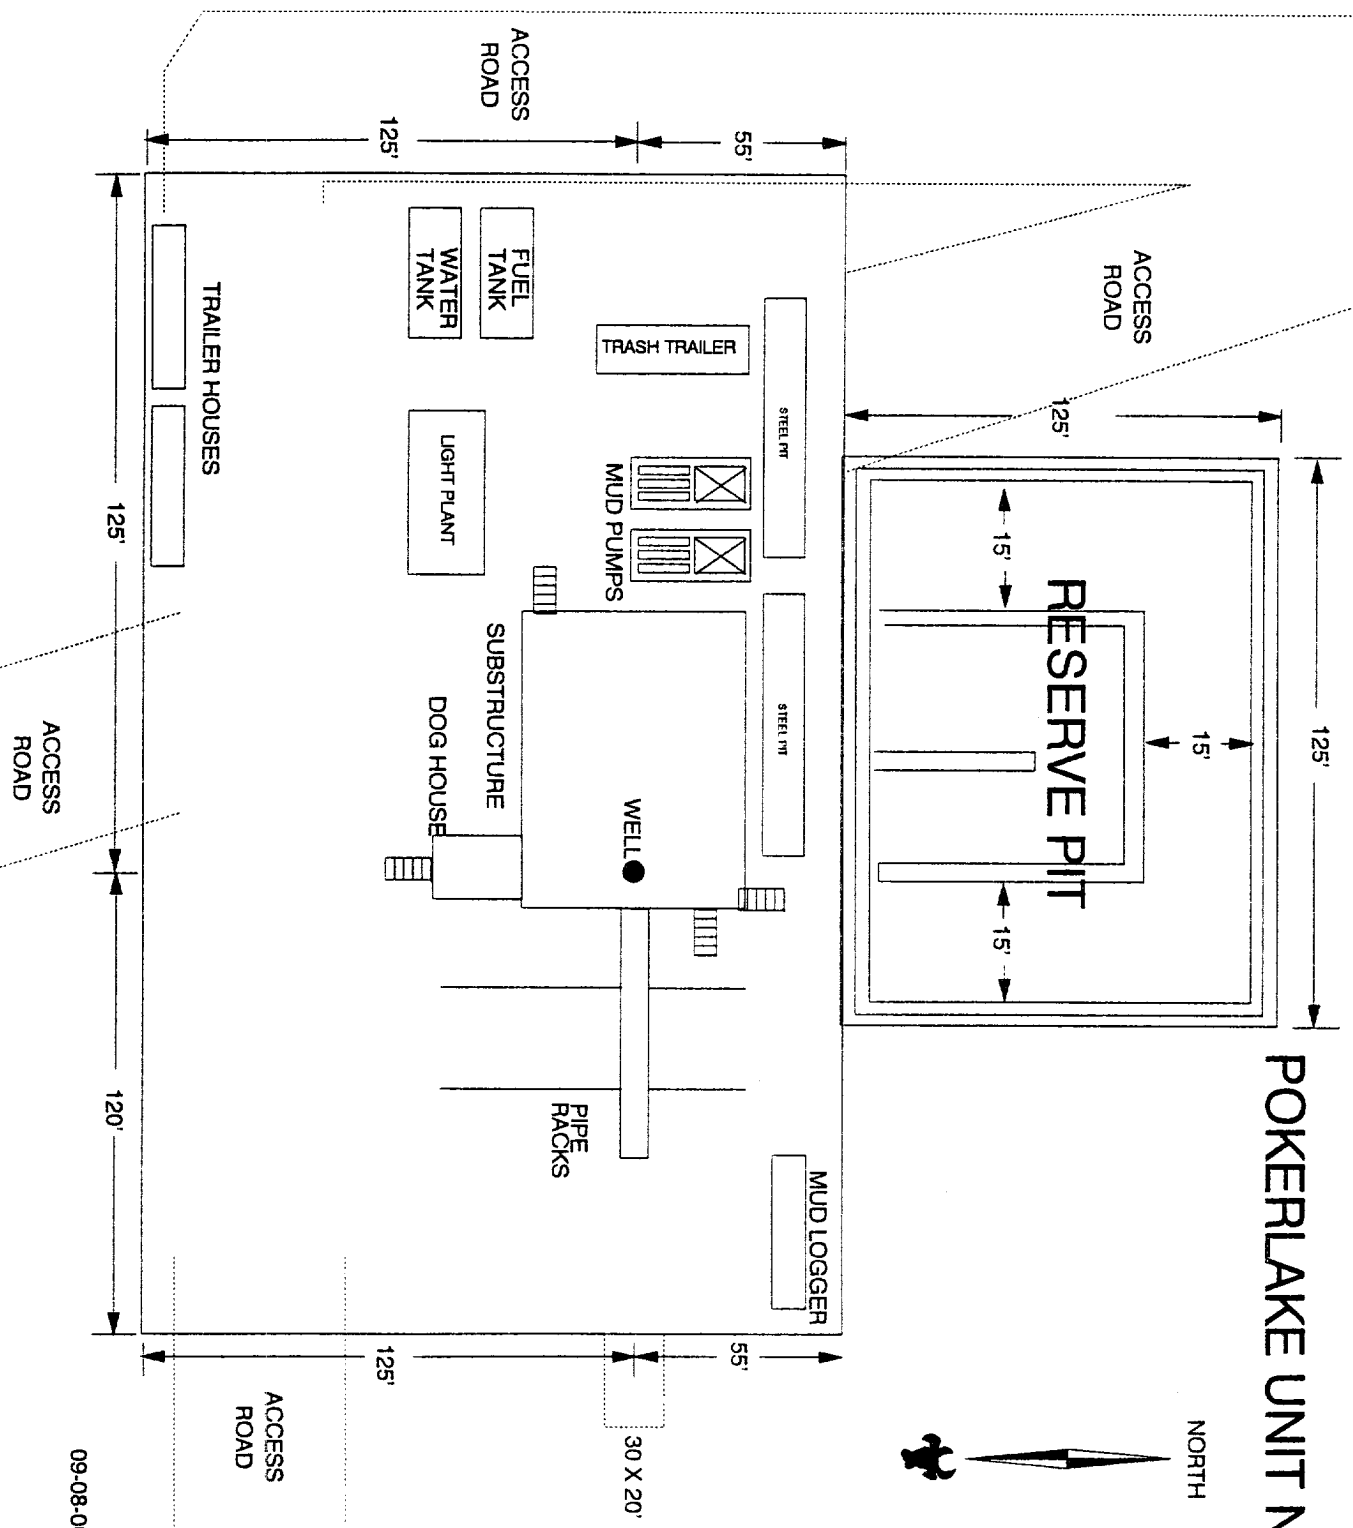 POKERLAKE UNIT N
NORTH
125'
125'
15'
15'
15'
RESERVE PIT
ACCESS
ROAD
ACCESS
ROAD
55'
125'
STEEL PIT
STEEL PIT
TRASH TRAILER
MUD LOGGER
FUEL
TANK
WATER
TANK
MUD PUMPS
WELL
LIGHT PLANT
SUBSTRUCTURE
DOG HOUSE
PIPE
RACKS
55'
125'
30 X 20'
TRAILER HOUSES
125'
120'
ACCESS
ROAD
ACCESS
ROAD
09-08-0